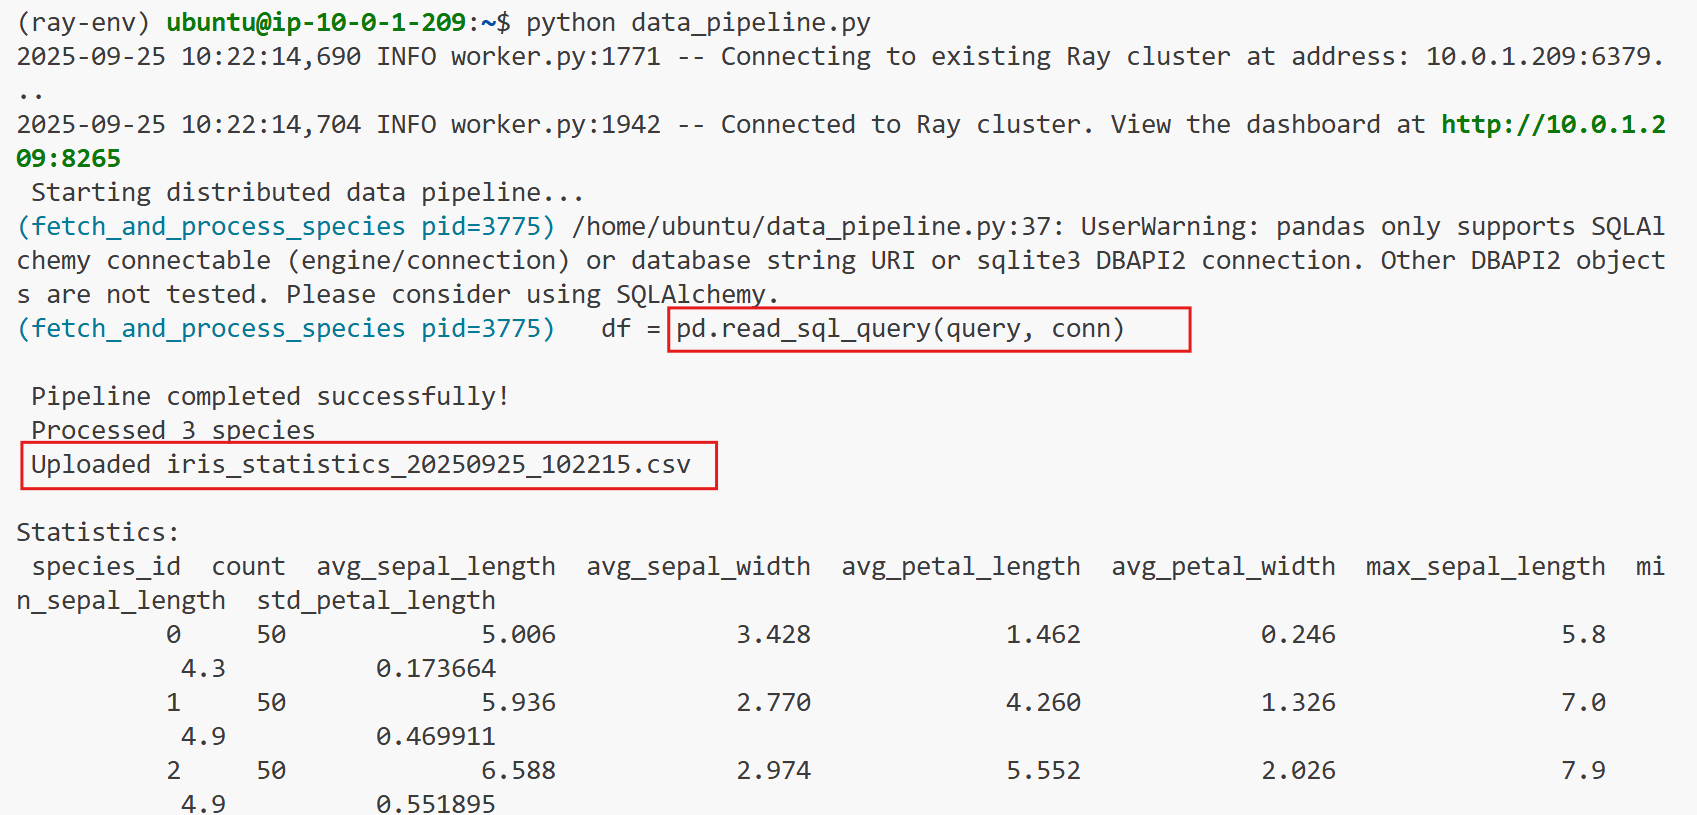 (ray-env) ubuntu@ip-10-0-1-209:~$ python data_pipeline.py
2025-09-25 10:22:14,690 INFO worker.py:1771 -- Connecting to existing Ray cluster at address: 10.0.1.209:6379.
..
2025-09-25 10:22:14,704 INFO worker.py:1942 -- Connected to Ray cluster. View the dashboard at http://10.0.1.2
09:8265
Starting distributed data pipeline...
(fetch_and_process_species pid=3775) /home/ubuntu/data_pipeline.py:37: UserWarning: pandas only supports SQLAl
chemy connectable (engine/connection) or database string URI or sqlite3 DBAPI2 connection. Other DBAPI2 object
s are not tested. Please consider using SQLAlchemy.
(fetch_and_process_species pid=3775)   df = pd.read_sql_query(query, conn)
Pipeline completed successfully!
Processed 3 species
Uploaded iris_statistics_20250925_102215.csv
Statistics:
species_id  count  avg_sepal_length  avg_sepal_width  avg_petal_length  avg_petal_width  max_sepal_length  mi
n_sepal_length  std_petal_length
0     50             5.006            3.428             1.462            0.246               5.8
4.3          0.173664
1     50             5.936            2.770             4.260            1.326               7.0
4.9          0.469911
2     50             6.588            2.974             5.552            2.026               7.9
4.9          0.551895